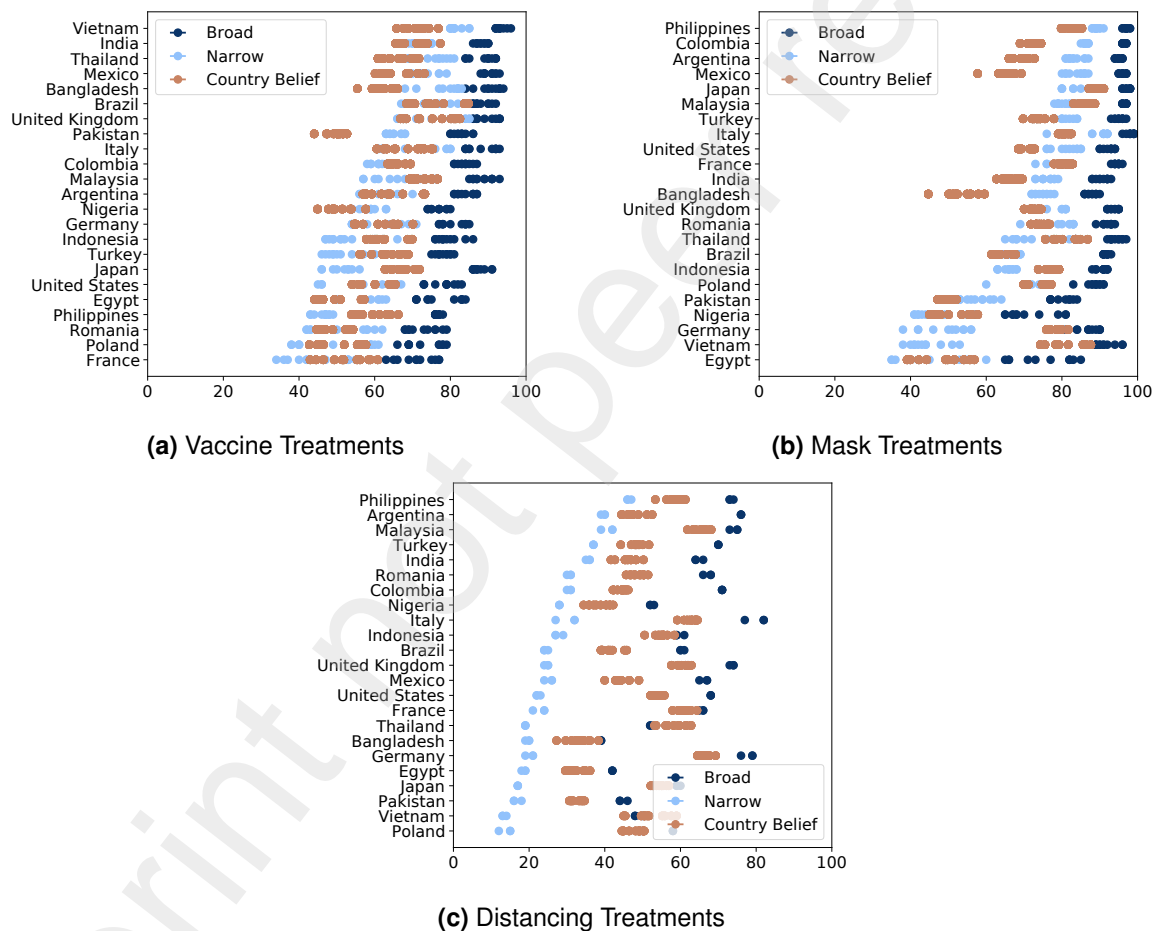 Vietnam
India
Thailand
Mexico
Bangladesh
Brazil
United Kingdom
Pakistan
Italy
Colombia
Malaysia
Argentina
Nigeria
Germany
Indonesia
Turkey
Japan
United States
Egypt
Philippines
Romania
Poland
France
Broad
Narrow
Country Belief
0 20 40 60 80 100
(a) Vaccine Treatments
Philippines
Colombia
Argentina
Mexico
Japan
Malaysia
Turkey
Italy
United States
France
India
Bangladesh
United Kingdom
Romania
Thailand
Brazil
Indonesia
Poland
Pakistan
Nigeria
Germany
Vietnam
Egypt
Broad
Narrow
Country Belief
0 20 40 60 80 100
(b) Mask Treatments
Philippines
Argentina
Malaysia
Turkey
India
Romania
Colombia
Nigeria
Italy
Indonesia
Brazil
United Kingdom
Mexico
United States
France
Thailand
Bangladesh
Germany
Egypt
Japan
Pakistan
Vietnam
Poland
Broad
Narrow
Country Belief
0 20 40 60 80 100
(c) Distancing Treatments
print not peer re